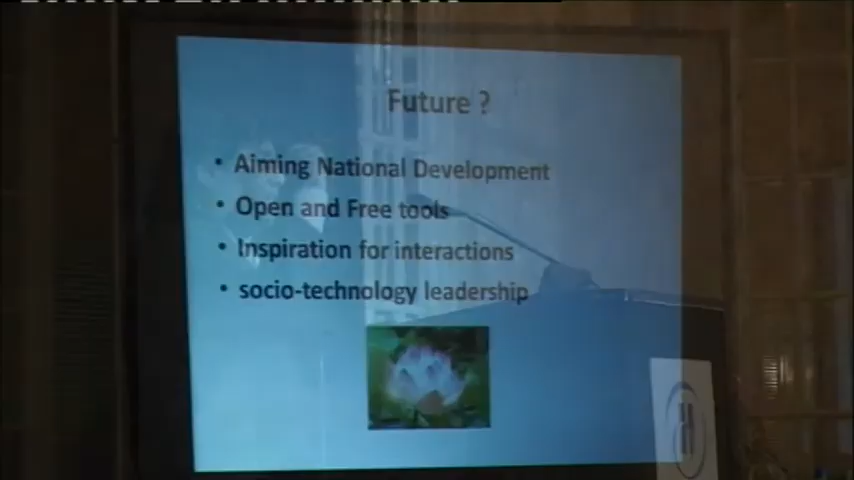 Future ?
• Aiming National Development
• Open and Free tools
• Inspiration for interactions
• socio-technology leadership
H